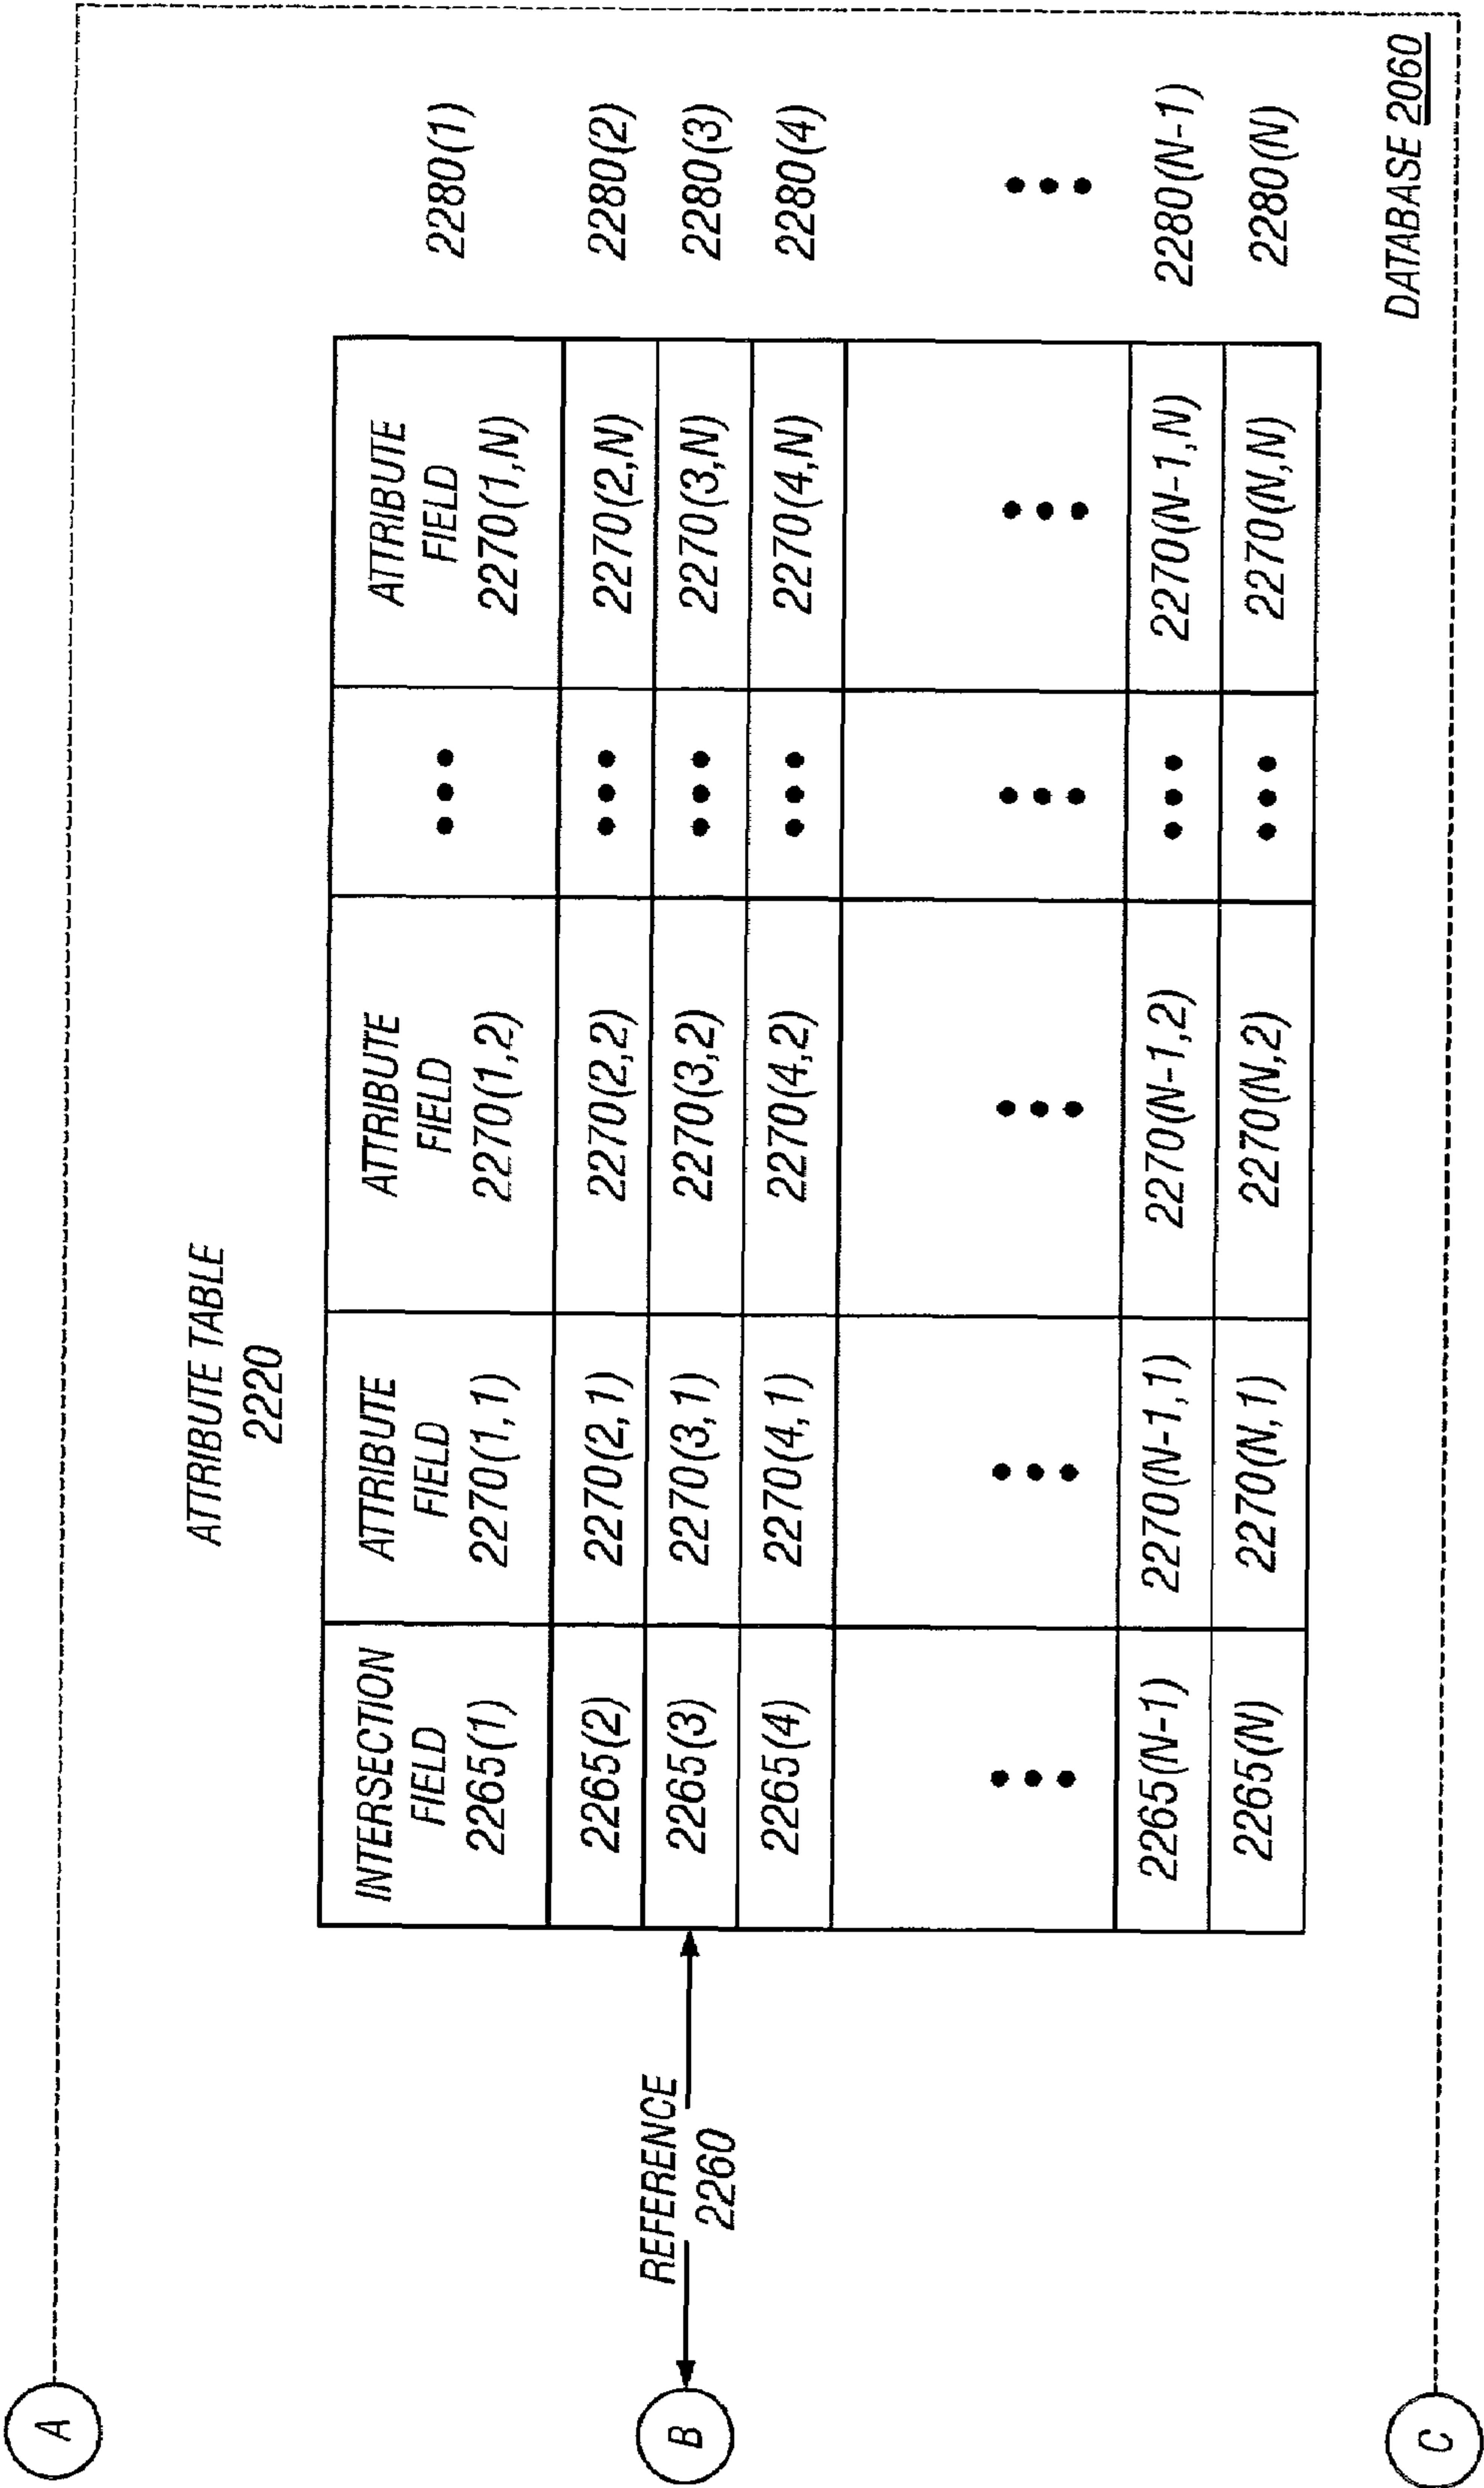 A
ATTRIBUTE TABLE
2220
INTERSECTION FIELD 2265(1) ATTRIBUTE FIELD 2270(1,1) ATTRIBUTE FIELD 2270(1,2) ••• ATTRIBUTE FIELD 2270(1,N) 2280(1)
2265(2) 2270(2,1) 2270(2,2) ••• 2270(2,N) 2280(2)
REFERENCE
2260
B
2265(3) 2270(3,1) 2270(3,2) ••• 2270(3,N) 2280(3)
2265(4) 2270(4,1) 2270(4,2) ••• 2270(4,N) 2280(4)
••• ••• ••• ••• ••• •••
2265(N-1) 2270(N-1,1) 2270(N-1,2) ••• 2270(N-1,N) 2280(N-1)
2265(N) 2270(N,1) 2270(N,2) ••• 2270(N,N) 2280(N)
DATABASE 2060
C